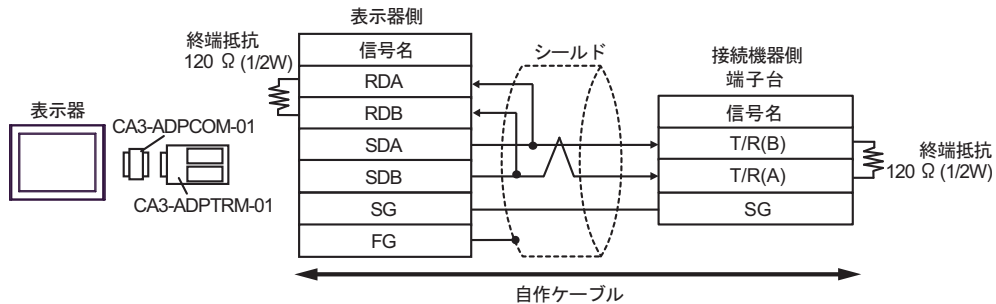 表示器側
終端抵抗
120 Ω (1/2W)
信号名
RDA
RDB
SDA
SDB
SG
FG
表示器
CA3-ADPCOM-01
CA3-ADPTRM-01
シールド
接続機器側
端子台
信号名
T/R(B)
T/R(A)
SG
終端抵抗
120 Ω (1/2W)
自作ケーブル